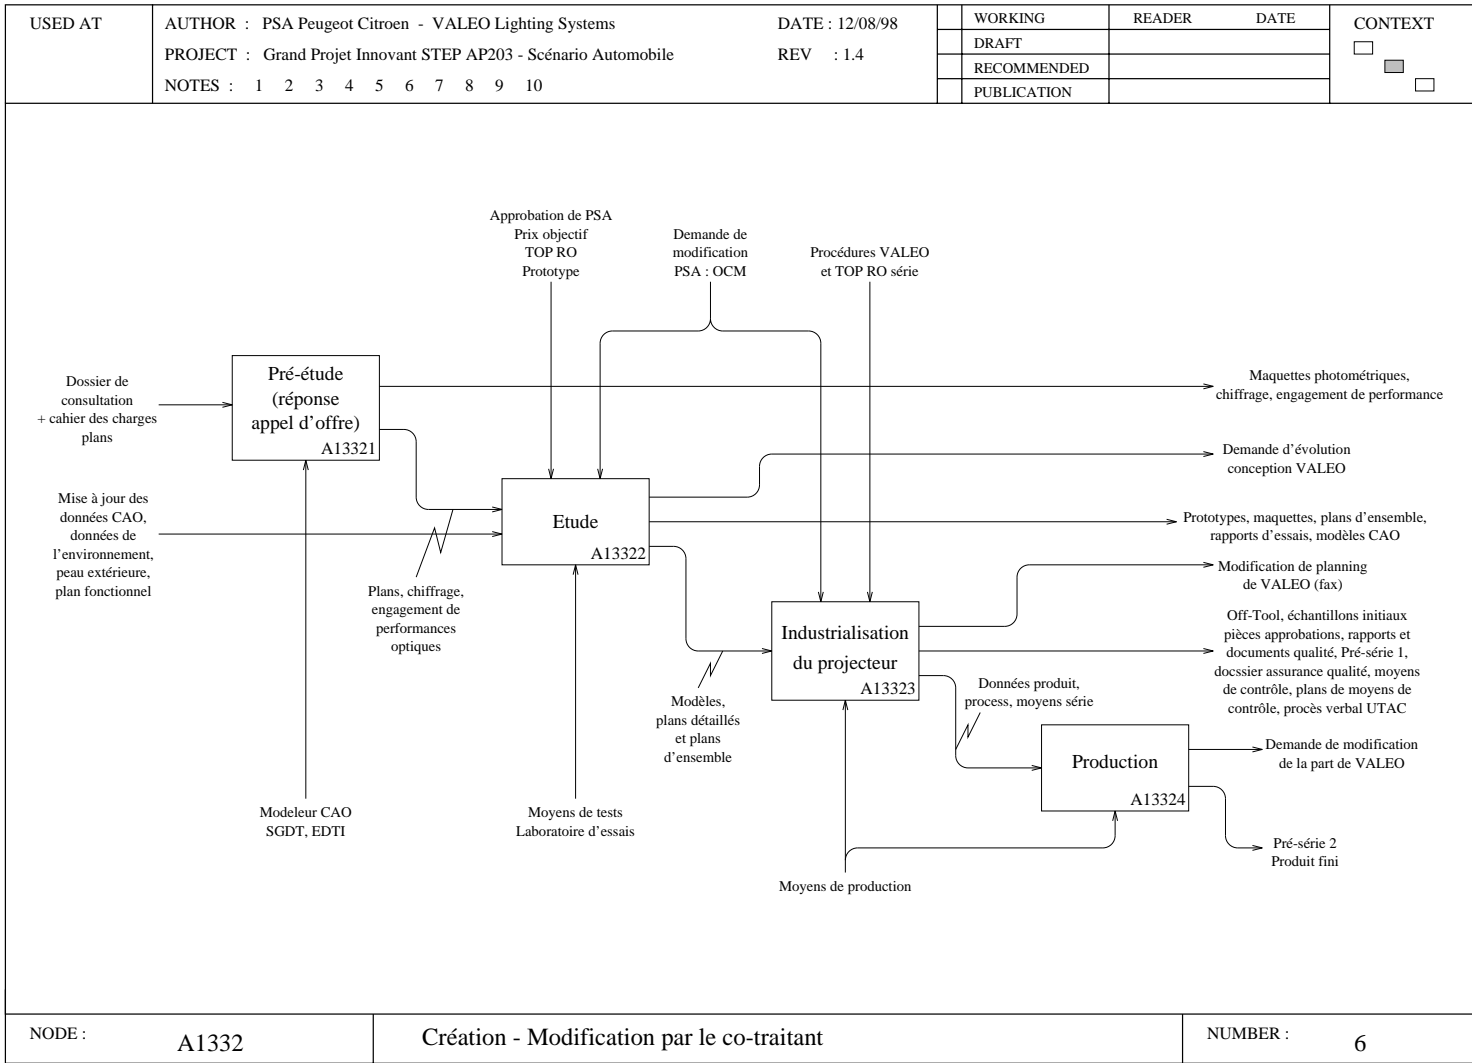 USED AT
AUTHOR : PSA Peugeot Citroen - VALEO Lighting Systems
DATE : 12/08/98
PROJECT : Grand Projet Innovant STEP AP203 - Scénario Automobile
REV : 1.4
NOTES : 1 2 3 4 5 6 7 8 9 10
WORKING
DRAFT
RECOMMENDED
PUBLICATION
READER DATE
CONTEXT
Approbation de PSA
Prix objectif
TOP RO
Prototype
Demande de
modification
PSA : OCM
Procédures VALEO
et TOP RO série
Dossier de
consultation
+ cahier des charges
plans
Pré-étude
(réponse
appel d'offre)
A13321
Maquettes photométriques,
chiffrage, engagement de performance
Demande d'évolution
conception VALEO
Mise à jour des
données CAO,
données de
l'environnement,
peau extérieure,
plan fonctionnel
Etude
A13322
Prototypes, maquettes, plans d'ensemble,
rapports d'essais, modèles CAO
Modification de planning
de VALEO (fax)
Plans, chiffrage,
engagement de
performances
optiques
Industrialisation
du projecteur
A13323
Off-Tool, échantillons initiaux
pièces approbations, rapports et
documents qualité, Pré-série 1,
docssier assurance qualité, moyens
de contrôle, plans de moyens de
contrôle, procès verbal UTAC
Modèles,
plans détaillés
et plans
d'ensemble
Données produit,
process, moyens série
Production
A13324
Demande de modification
de la part de VALEO
Modeleur CAO
SGDT, EDTI
Moyens de tests
Laboratoire d'essais
Moyens de production
Pré-série 2
Produit fini
NODE :
A1332
Création - Modification par le co-traitant
NUMBER :
6